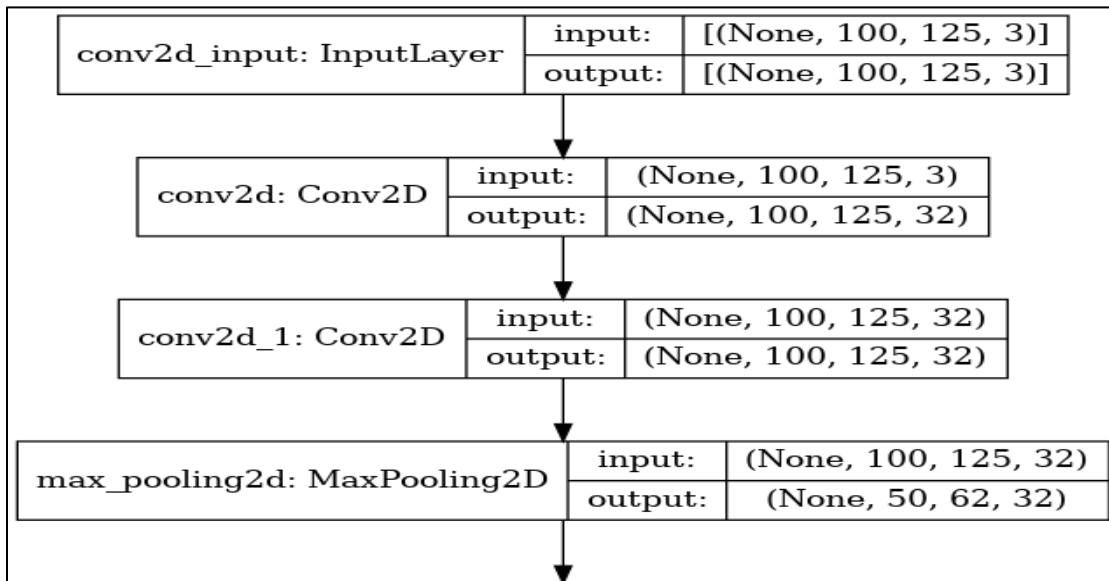 conv2d_input: InputLayer
input: [(None, 100, 125, 3)]
output: [(None, 100, 125, 3)]
conv2d: Conv2D
input: (None, 100, 125, 3)
output: (None, 100, 125, 32)
conv2d_1: Conv2D
input: (None, 100, 125, 32)
output: (None, 100, 125, 32)
max_pooling2d: MaxPooling2D
input: (None, 100, 125, 32)
output: (None, 50, 62, 32)